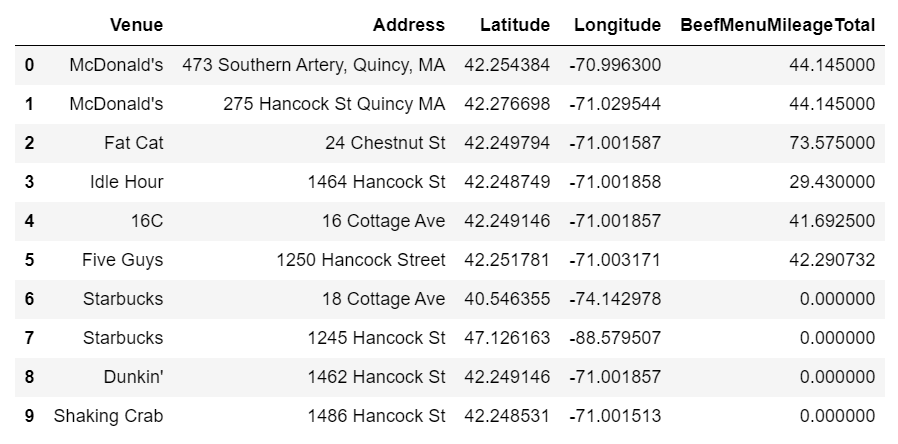 Venue Address Latitude Longitude BeefMenuMileageTotal
0 McDonald's 473 Southern Artery, Quincy, MA 42.254384 -70.996300 44.145000
1 McDonald's 275 Hancock St Quincy MA 42.276698 -71.029544 44.145000
2 Fat Cat 24 Chestnut St 42.249794 -71.001587 73.575000
3 Idle Hour 1464 Hancock St 42.248749 -71.001858 29.430000
4 16C 16 Cottage Ave 42.249146 -71.001857 41.692500
5 Five Guys 1250 Hancock Street 42.251781 -71.003171 42.290732
6 Starbucks 18 Cottage Ave 40.546355 -74.142978 0.000000
7 Starbucks 1245 Hancock St 47.126163 -88.579507 0.000000
8 Dunkin' 1462 Hancock St 42.249146 -71.001857 0.000000
9 Shaking Crab 1486 Hancock St 42.248531 -71.001513 0.000000